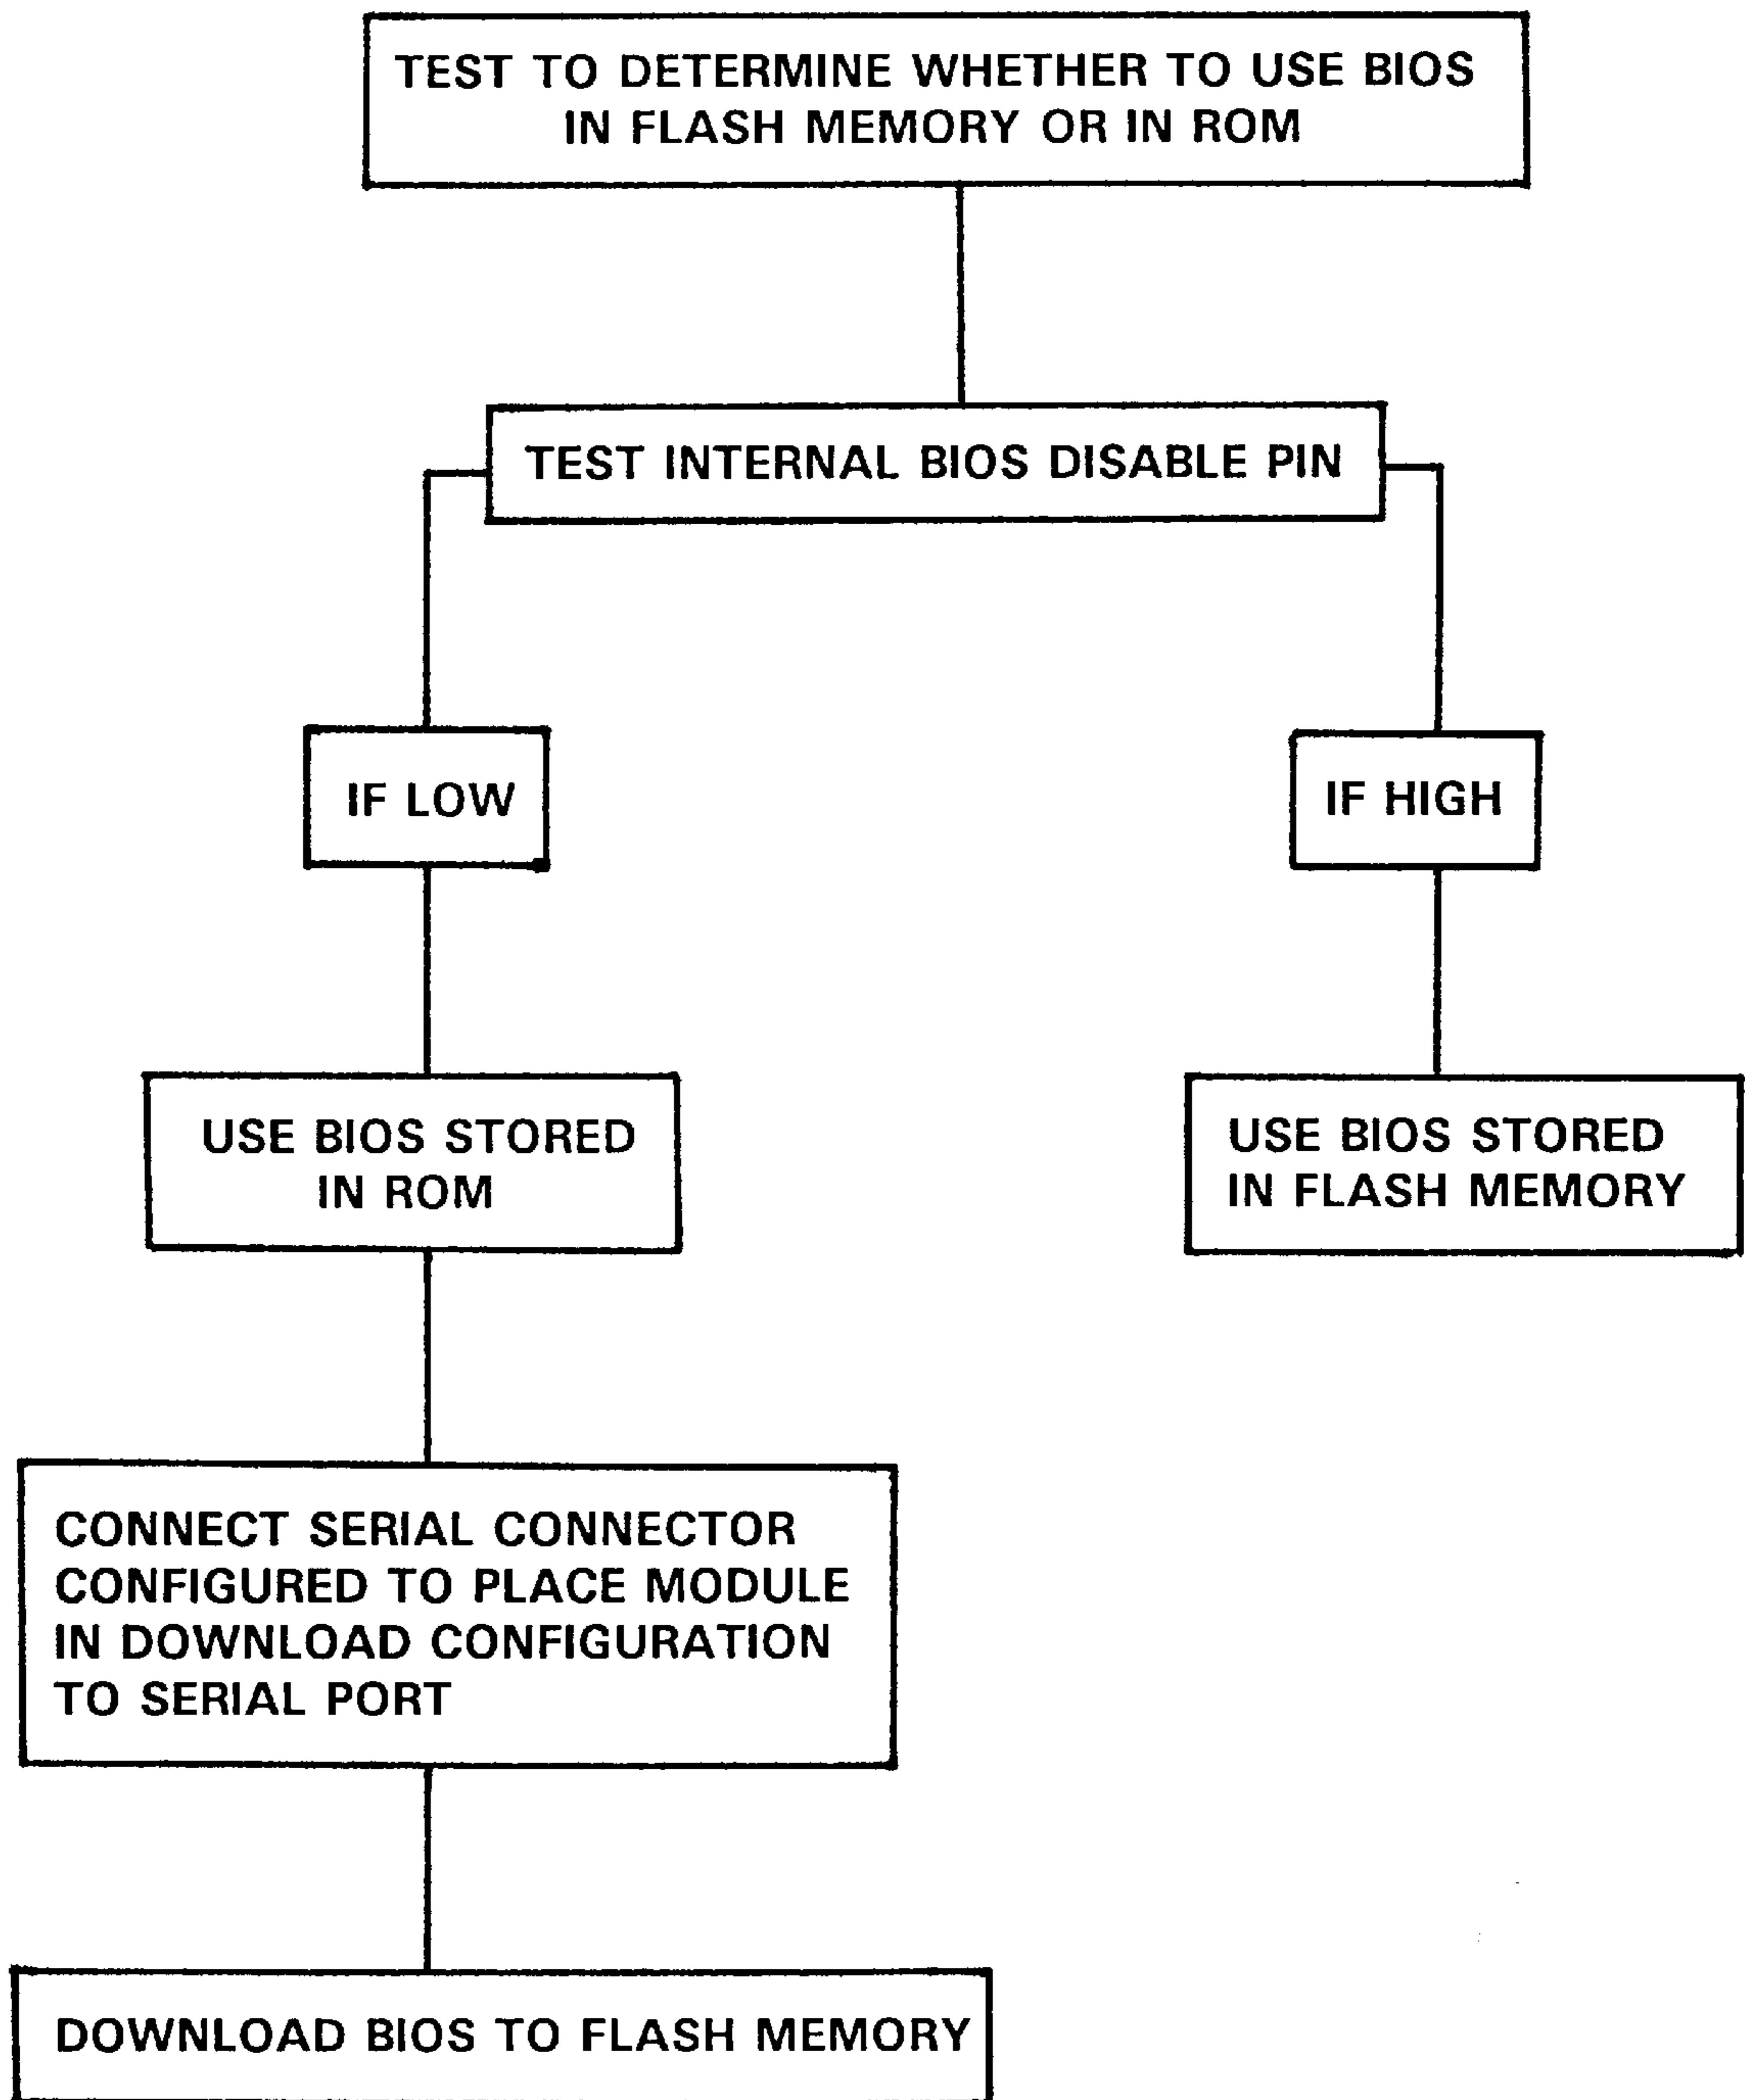 TEST TO DETERMINE WHETHER TO USE BIOS
IN FLASH MEMORY OR IN ROM
TEST INTERNAL BIOS DISABLE PIN
IF LOW
IF HIGH
USE BIOS STORED
IN ROM
USE BIOS STORED
IN FLASH MEMORY
CONNECT SERIAL CONNECTOR
CONFIGURED TO PLACE MODULE
IN DOWNLOAD CONFIGURATION
TO SERIAL PORT
DOWNLOAD BIOS TO FLASH MEMORY